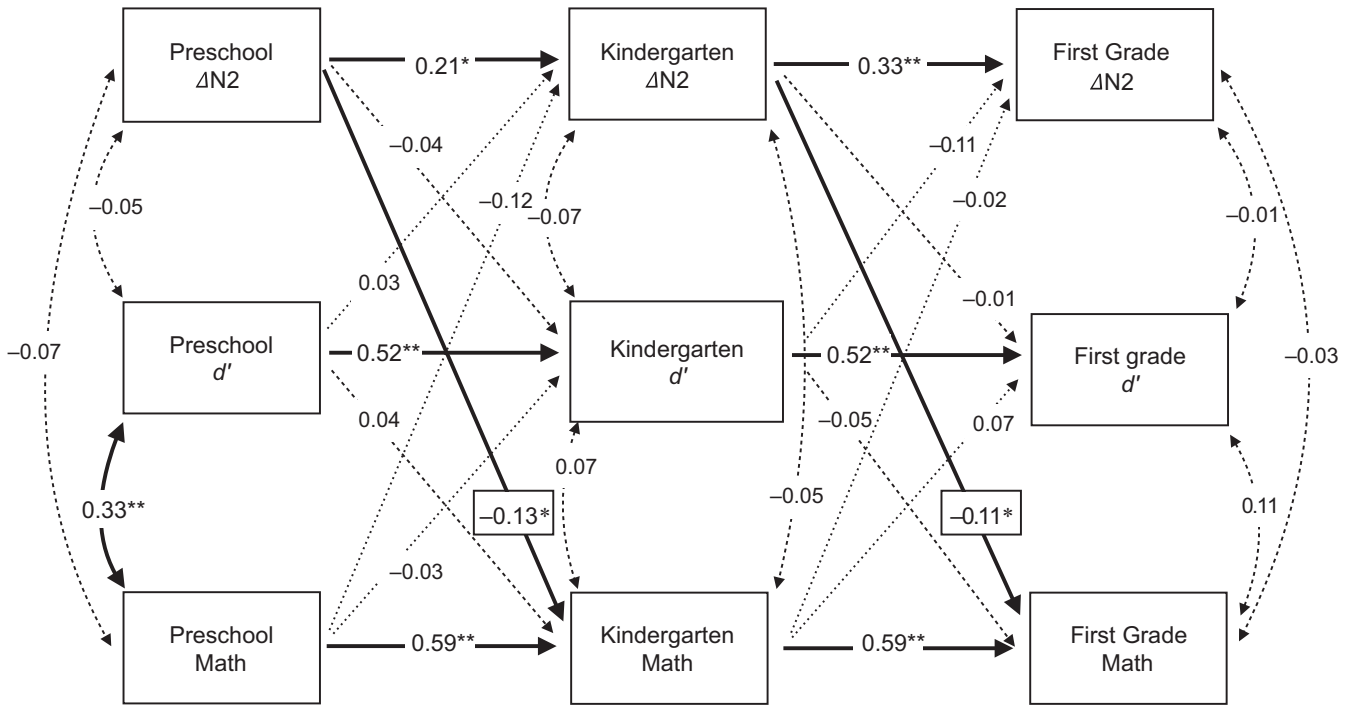 Preschool
ΔN2
0.21*
Kindergarten
ΔN2
0.33**
First Grade
ΔN2
–0.04
–0.11
–0.05
–0.12
–0.07
–0.02
–0.01
0.03
–0.01
–0.07
Preschool
d'
0.52**
Kindergarten
d'
0.52**
First grade
d'
–0.03
0.04
–0.05
0.07
0.33**
0.07
–0.13*
–0.05
–0.11*
0.11
–0.03
Preschool
Math
0.59**
Kindergarten
Math
0.59**
First Grade
Math